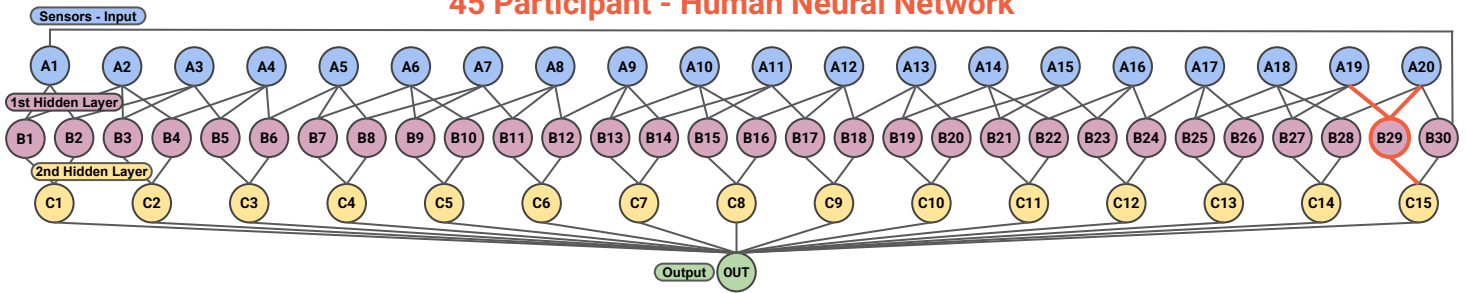 45 Participant - Human Neural Network
Sensors - Input
A1 A2 A3 A4 A5 A6 A7 A8 A9 A10 A11 A12 A13 A14 A15 A16 A17 A18 A19 A20
1st Hidden Layer
B1 B2 B3 B4 B5 B6 B7 B8 B9 B10 B11 B12 B13 B14 B15 B16 B17 B18 B19 B20 B21 B22 B23 B24 B25 B26 B27 B28 B29 B30
2nd Hidden Layer
C1 C2 C3 C4 C5 C6 C7 C8 C9 C10 C11 C12 C13 C14 C15
Output OUT